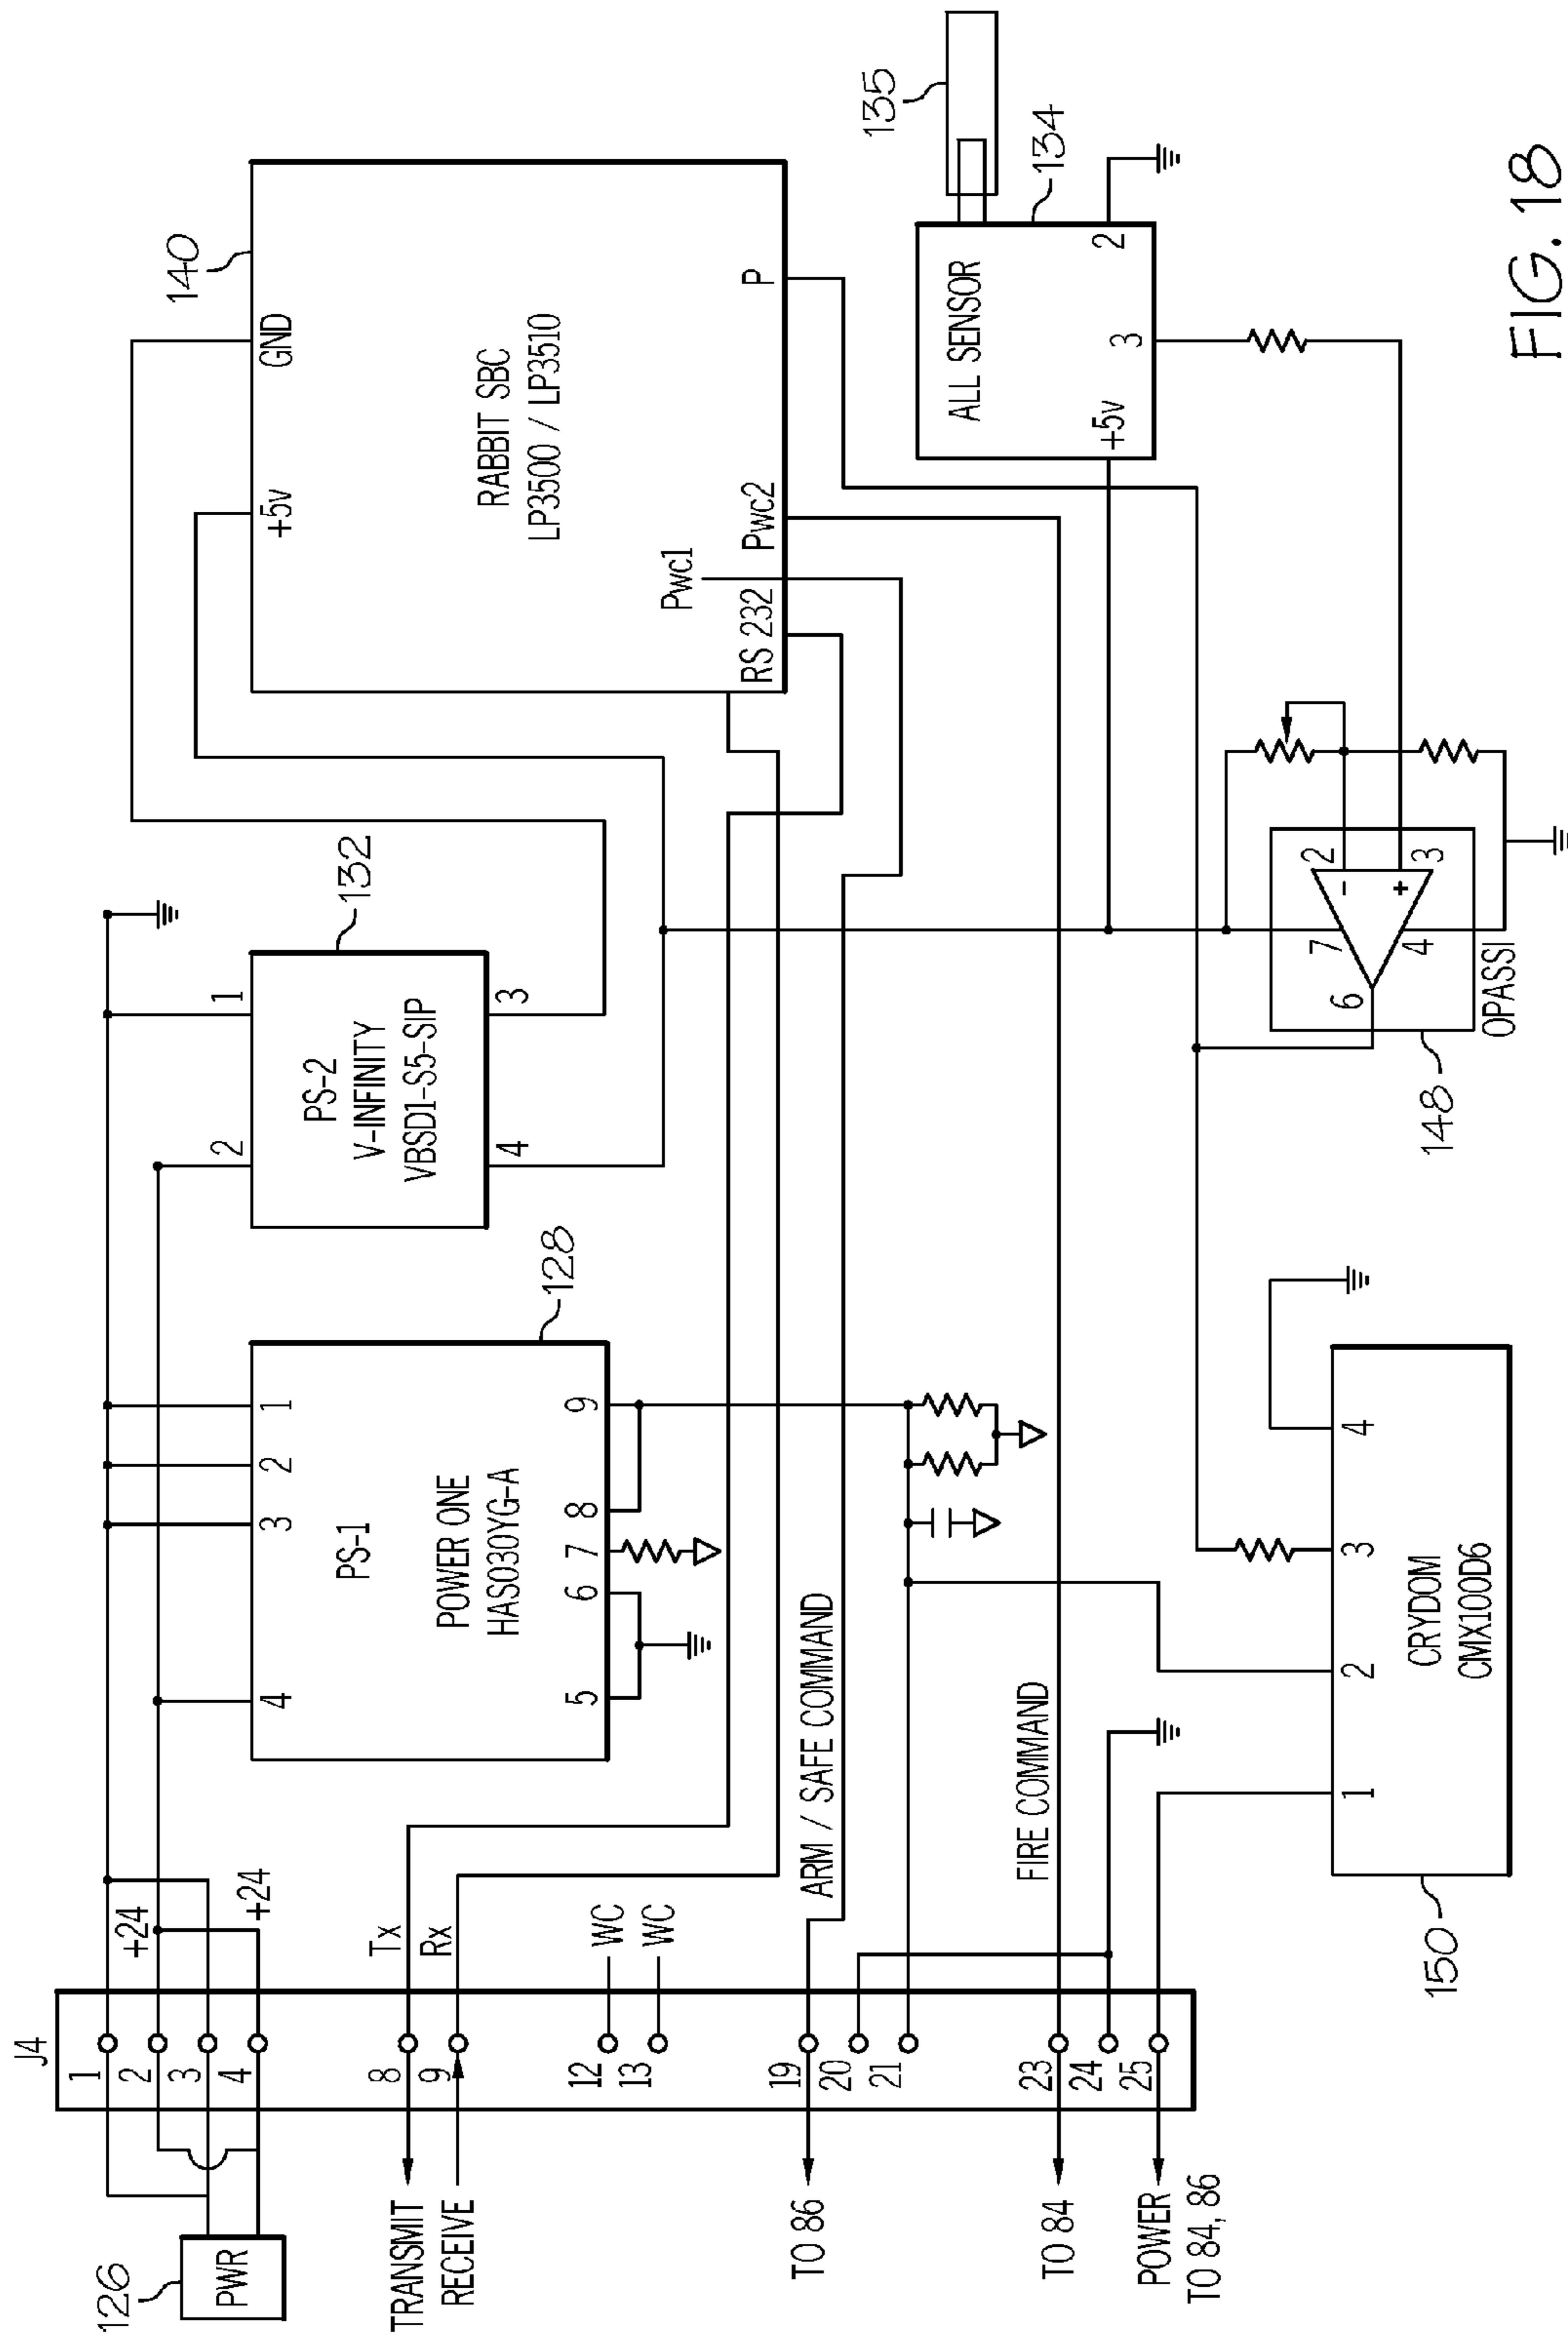 J4
1
2
3
4
8
9
12
13
19
20
21
23
24
25
126
PWR
TRANSMIT
RECEIVE
TO 86
TO 84
POWER
TO 84, 86
+24
+24
Tx
Rx
WC
WC
ARM / SAFE COMMAND
FIRE COMMAND
128
1
2
3
4
PS-1
POWER ONE
HAS030YG-A
5
6
7
8
9
132
1
2
PS-2
V-INFINITY
VBSD1-S5-SIP
3
4
140
+5v
GND
RABBIT SBC
LP3500 / LP3510
Pwc1
RS 232
Pwc2
P
135
134
ALL SENSOR
+5v
3
2
148
OPASSI
2
3
4
6
7
-
+
150
1
2
3
4
CRYDOM
CMX100D6
FIG. 18